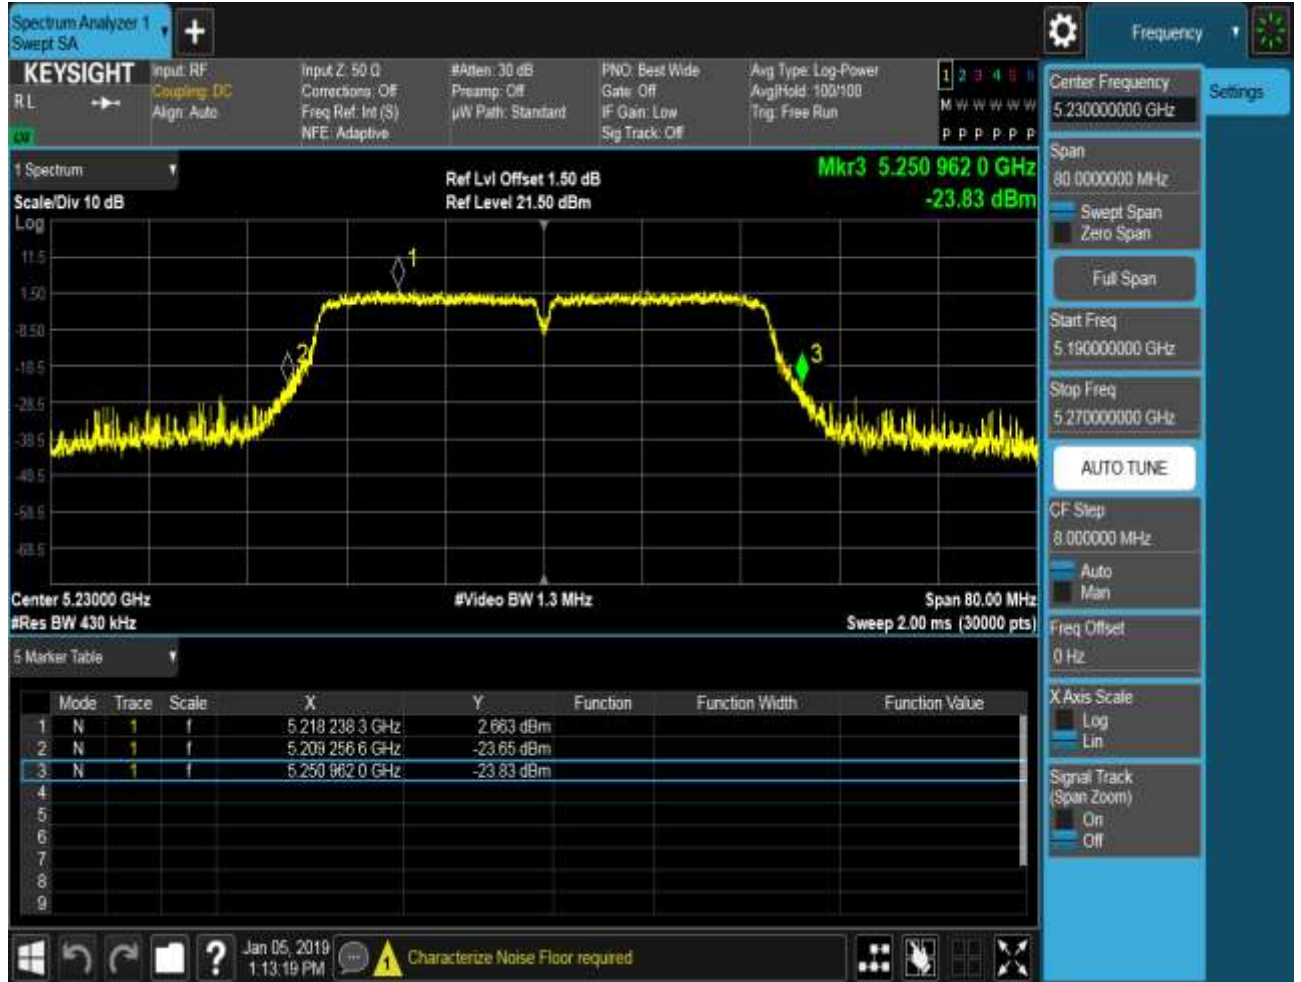 Spectrum Analyzer 1
Swept SA
Frequency
KEYSIGHT
RL
Input: RF
Coupling: DC
Align: Auto
Input Z: 50 Ω
Corrections: Off
Freq Ref: Int (S)
NFE: Adaptive
#Atten: 30 dB
Preamp: Off
µW Path: Standard
PNO: Best Wide
Gate: Off
IF Gain: Low
Sig Track: Off
Avg Type: Log-Power
Avg|Hold: 100/100
Trig: Free Run
1 2 3 4 5 6
M W W W W W
P P P P P P
1 Spectrum
Scale/Div 10 dB
Log
Ref Lvl Offset 1.50 dB
Ref Level 21.50 dBm
Mkr3 5.250 962 0 GHz
-23.83 dBm
11.5
1.50
-8.50
-18.5
-28.5
-38.5
-48.5
-58.5
-68.5
1
2
3
Center 5.23000 GHz
#Res BW 430 kHz
#Video BW 1.3 MHz
Span 80.00 MHz
Sweep 2.00 ms (30000 pts)
5 Marker Table
Mode Trace Scale X Y Function Function Width Function Value
1 N 1 f 5.218 238 3 GHz 2.663 dBm
2 N 1 f 5.209 256 6 GHz -23.65 dBm
3 N 1 f 5.250 962 0 GHz -23.83 dBm
4
5
6
7
8
9
Center Frequency
5.230000000 GHz
Settings
Span
80.0000000 MHz
Swept Span
Zero Span
Full Span
Start Freq
5.190000000 GHz
Stop Freq
5.270000000 GHz
AUTO TUNE
CF Step
8.000000 MHz
Auto
Man
Freq Offset
0 Hz
X Axis Scale
Log
Lin
Signal Track
(Span Zoom)
On
Off
?
Jan 05, 2019
1:13:19 PM
1
Characterize Noise Floor required